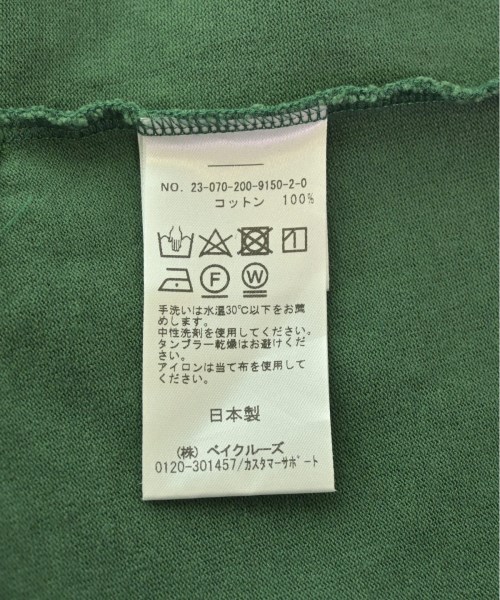 NO. 23-070-200-9150-2-0
コットン 100%
F W
手洗いは水温30℃以下をお薦
めします。
中性洗剤を使用してください。
タンブラー乾燥はお避けくださ
い。
アイロンは当て布を使用して
ください。
日本製
(株) ベイクルーズ
0120-301457/カスタマーサポート